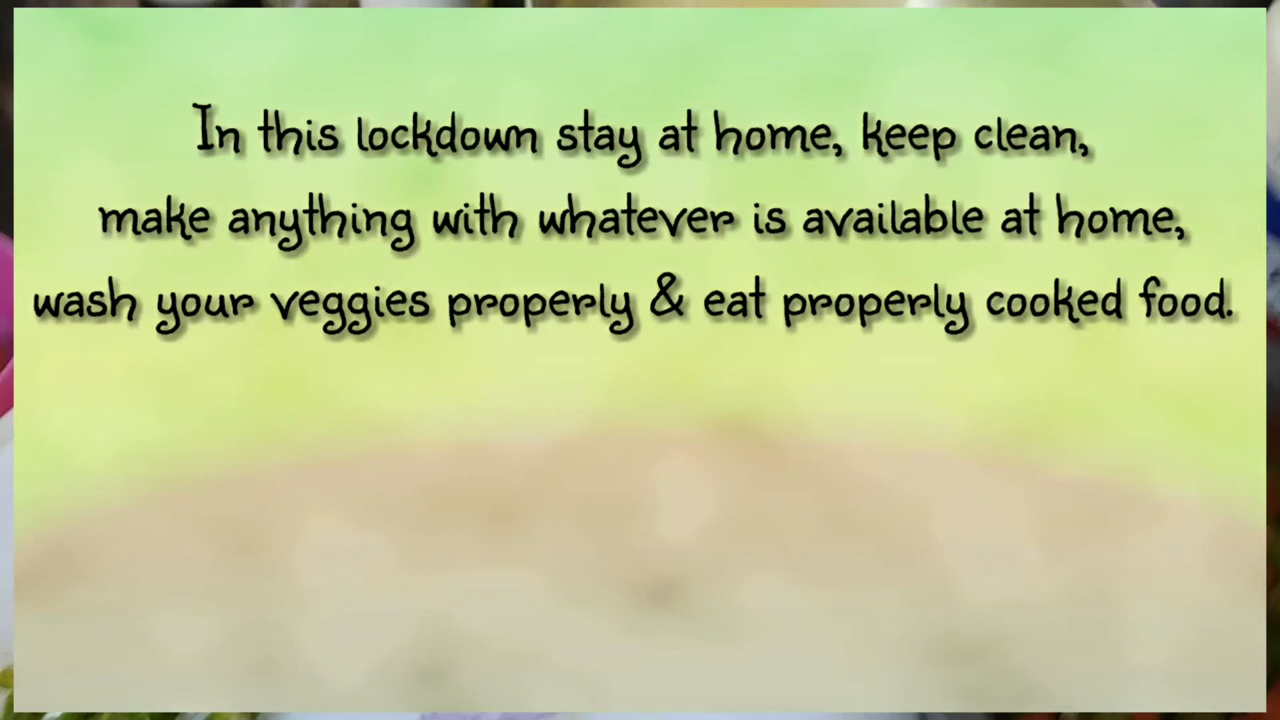 In this lockdown stay at home, keep clean,
make anything with whatever is available at home,
wash your veggies properly & eat properly cooked food.